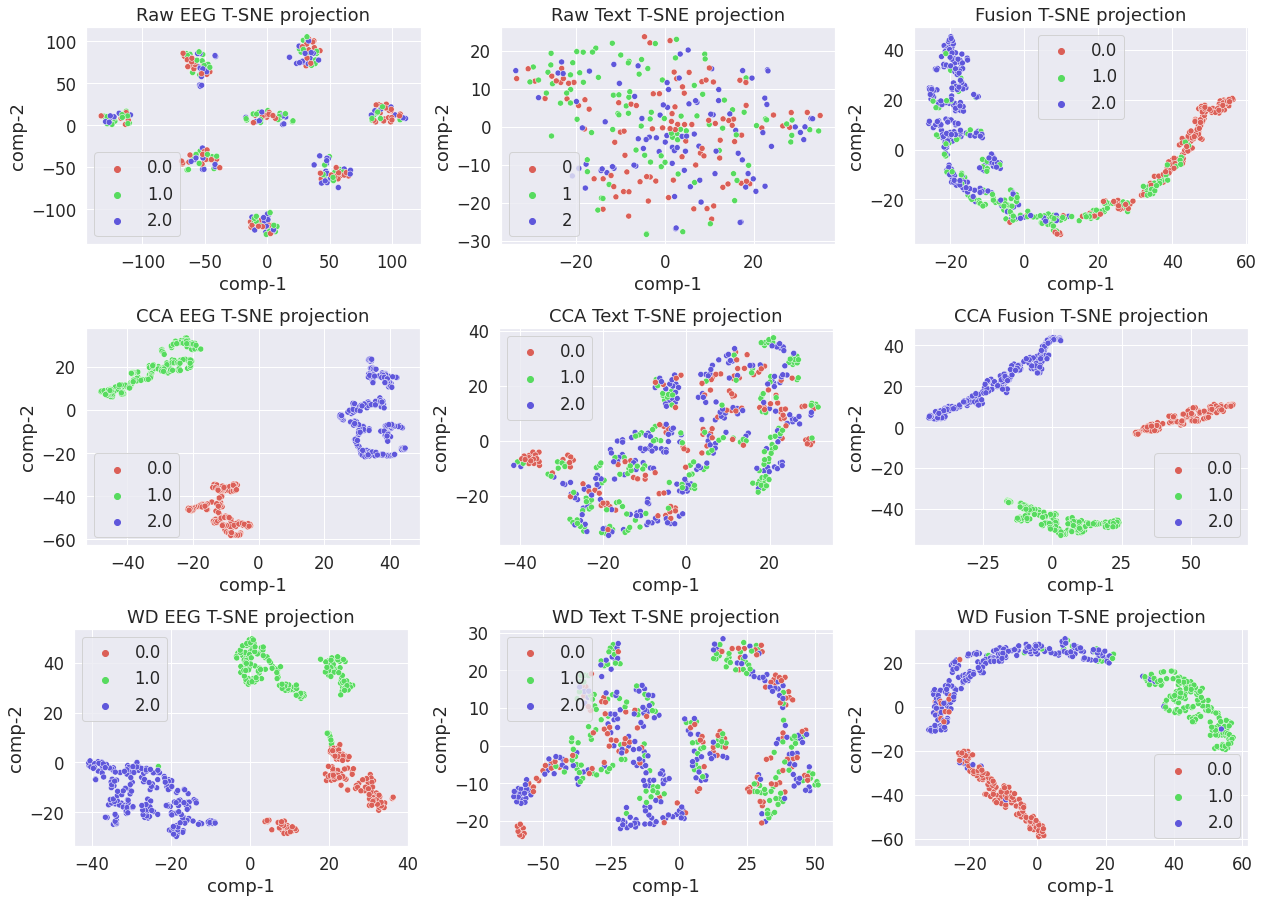 Raw EEG T-SNE projection
100
50
0
−50
−100
comp-2
0.0
1.0
2.0
−100 −50 0 50 100
comp-1
Raw Text T-SNE projection
20
10
0
−10
−20
−30
comp-2
0
1
2
−20 0 20
comp-1
Fusion T-SNE projection
40
20
0
−20
comp-2
0.0
1.0
2.0
−20 0 20 40 60
comp-1
CCA EEG T-SNE projection
20
0
−20
−40
−60
comp-2
0.0
1.0
2.0
−40 −20 0 20 40
comp-1
CCA Text T-SNE projection
40
20
0
−20
comp-2
0.0
1.0
2.0
−40 −20 0 20
comp-1
CCA Fusion T-SNE projection
40
20
0
−20
−40
comp-2
0.0
1.0
2.0
−25 0 25 50
comp-1
WD EEG T-SNE projection
40
20
0
−20
comp-2
0.0
1.0
2.0
−40 −20 0 20 40
comp-1
WD Text T-SNE projection
30
20
10
0
−10
−20
comp-2
0.0
1.0
2.0
−50 −25 0 25 50
comp-1
WD Fusion T-SNE projection
20
0
−20
−40
−60
comp-2
0.0
1.0
2.0
−20 0 20 40 60
comp-1